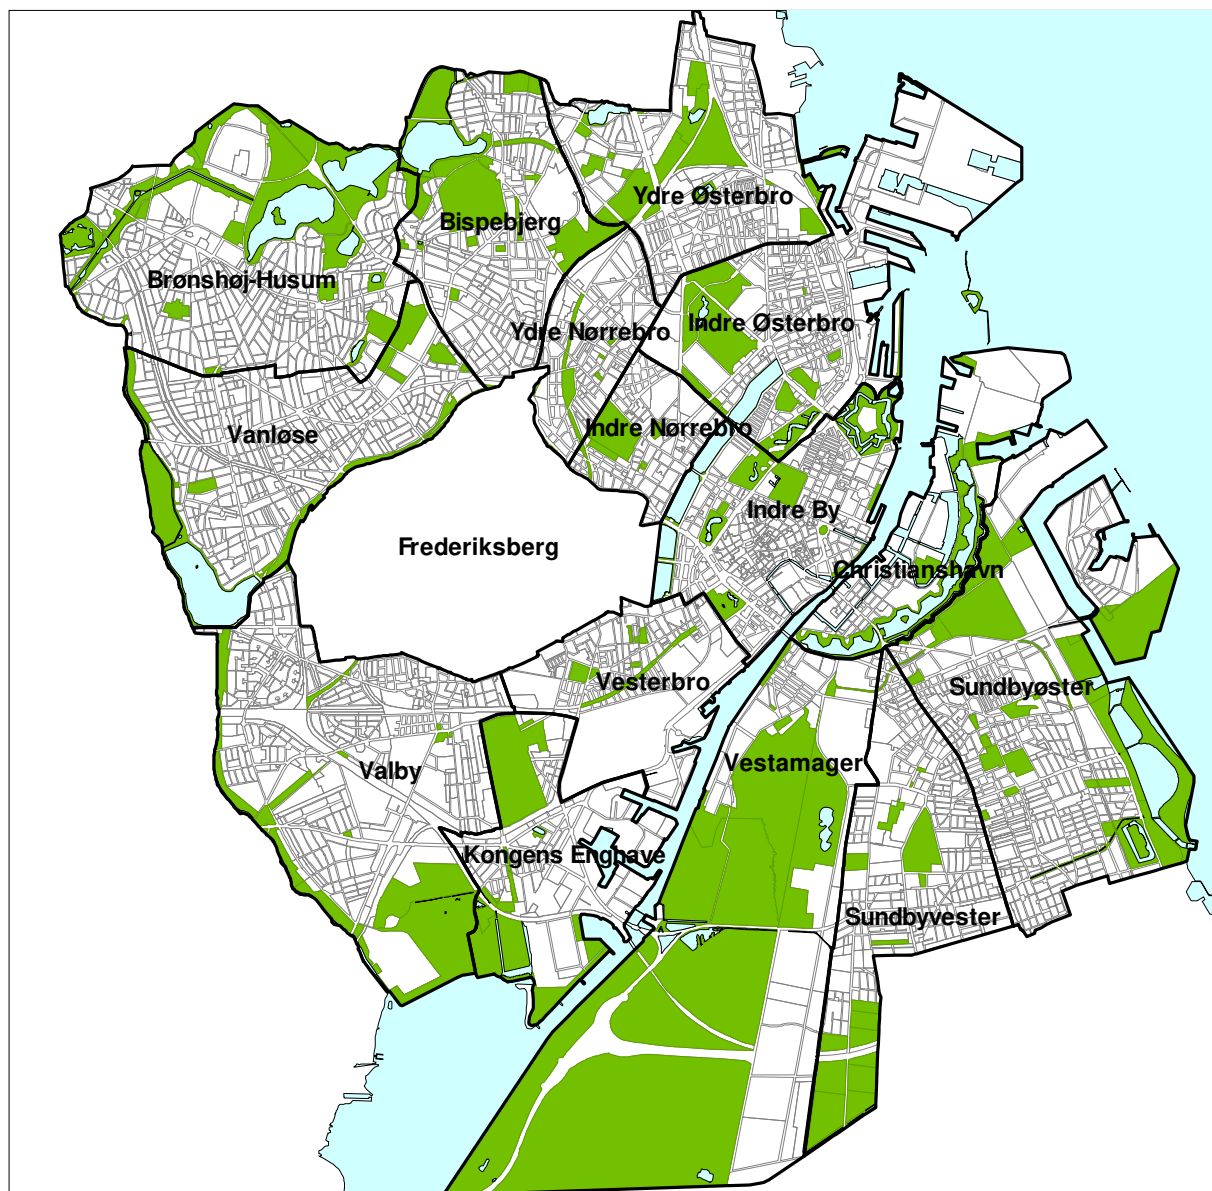 Ydre Østerbro
Bispebjerg
Brønshøj-Husum
Indre Østerbro
Ydre Nørrebro
Indre Nørrebro
Vanløse
Indre By
Frederiksberg
Christianshavn
Vesterbro
Sundbyøster
Vestamager
Valby
Kongens Enghave
Sundbyvester